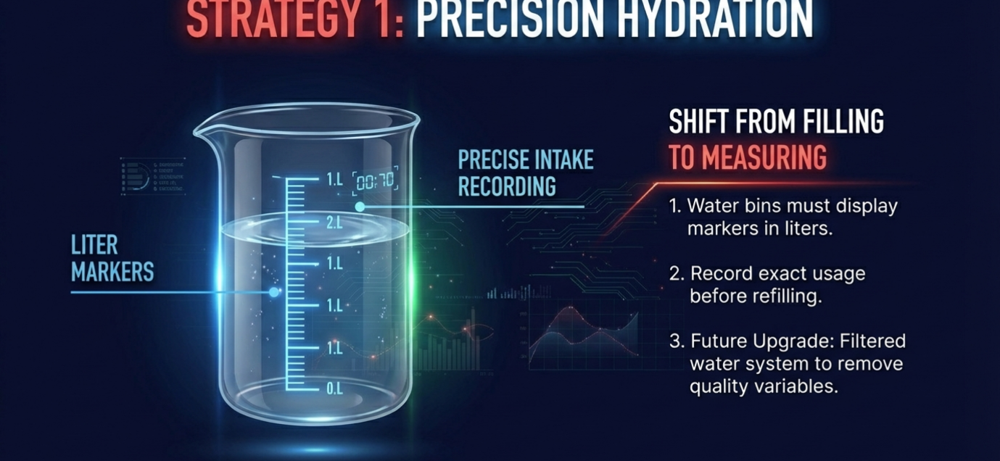 STRATEGY 1: PRECISION HYDRATION
SHIFT FROM FILLING
TO MEASURING
PRECISE INTAKE
RECORDING
1.L
00:70
2.L
LITER
MARKERS
1.L
1.L
1.L
0.L
1. Water bins must display
markers in liters.
2. Record exact usage
before refilling.
3. Future Upgrade: Filtered
water system to remove
quality variables.